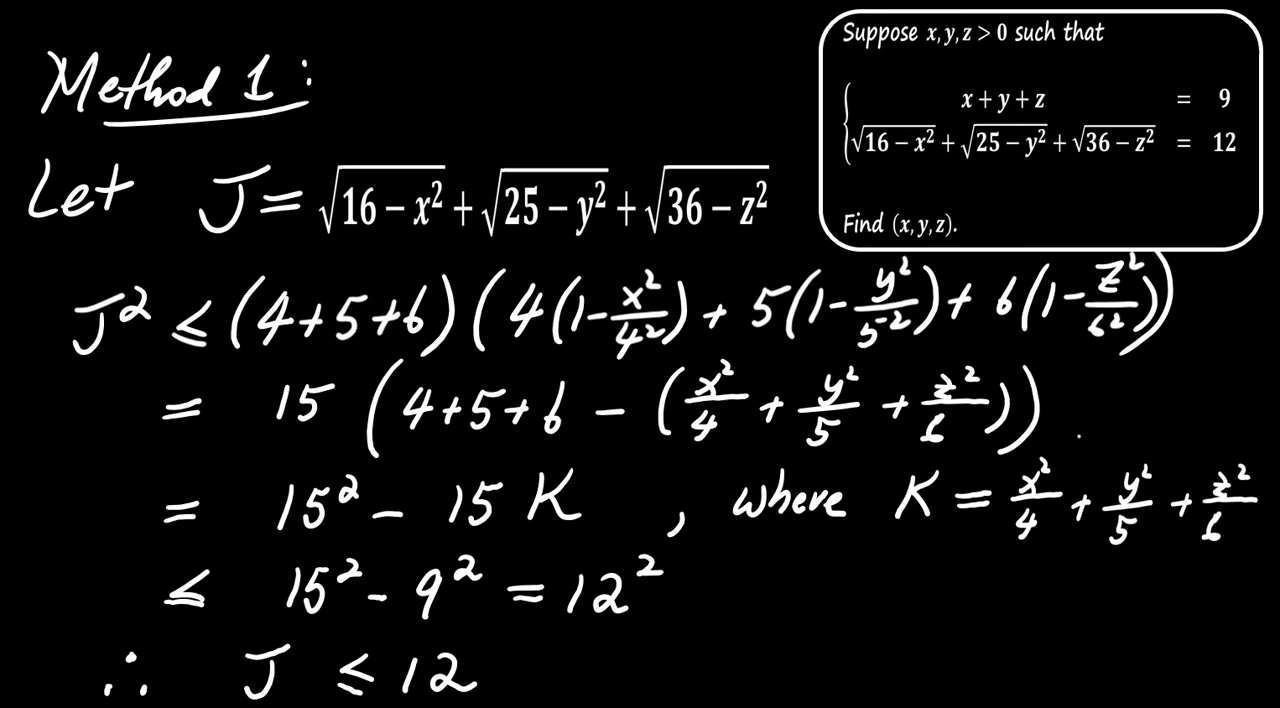 Method 1:
Suppose x, y, z > 0 such that
x + y + z = 9
√(16 − x²) + √(25 − y²) + √(36 − z²) = 12
Find (x, y, z).
Let J = √(16 − x²) + √(25 − y²) + √(36 − z²)
J² ≤ (4+5+6)(4(1 − x²/4²) + 5(1 − y²/5²) + 6(1 − z²/6²))
= 15 (4+5+6 − (x²/4 + y²/5 + z²/6))
= 15² − 15 K , where K = x²/4 + y²/5 + z²/6
≤ 15² − 9² = 12²
∴ J ≤ 12